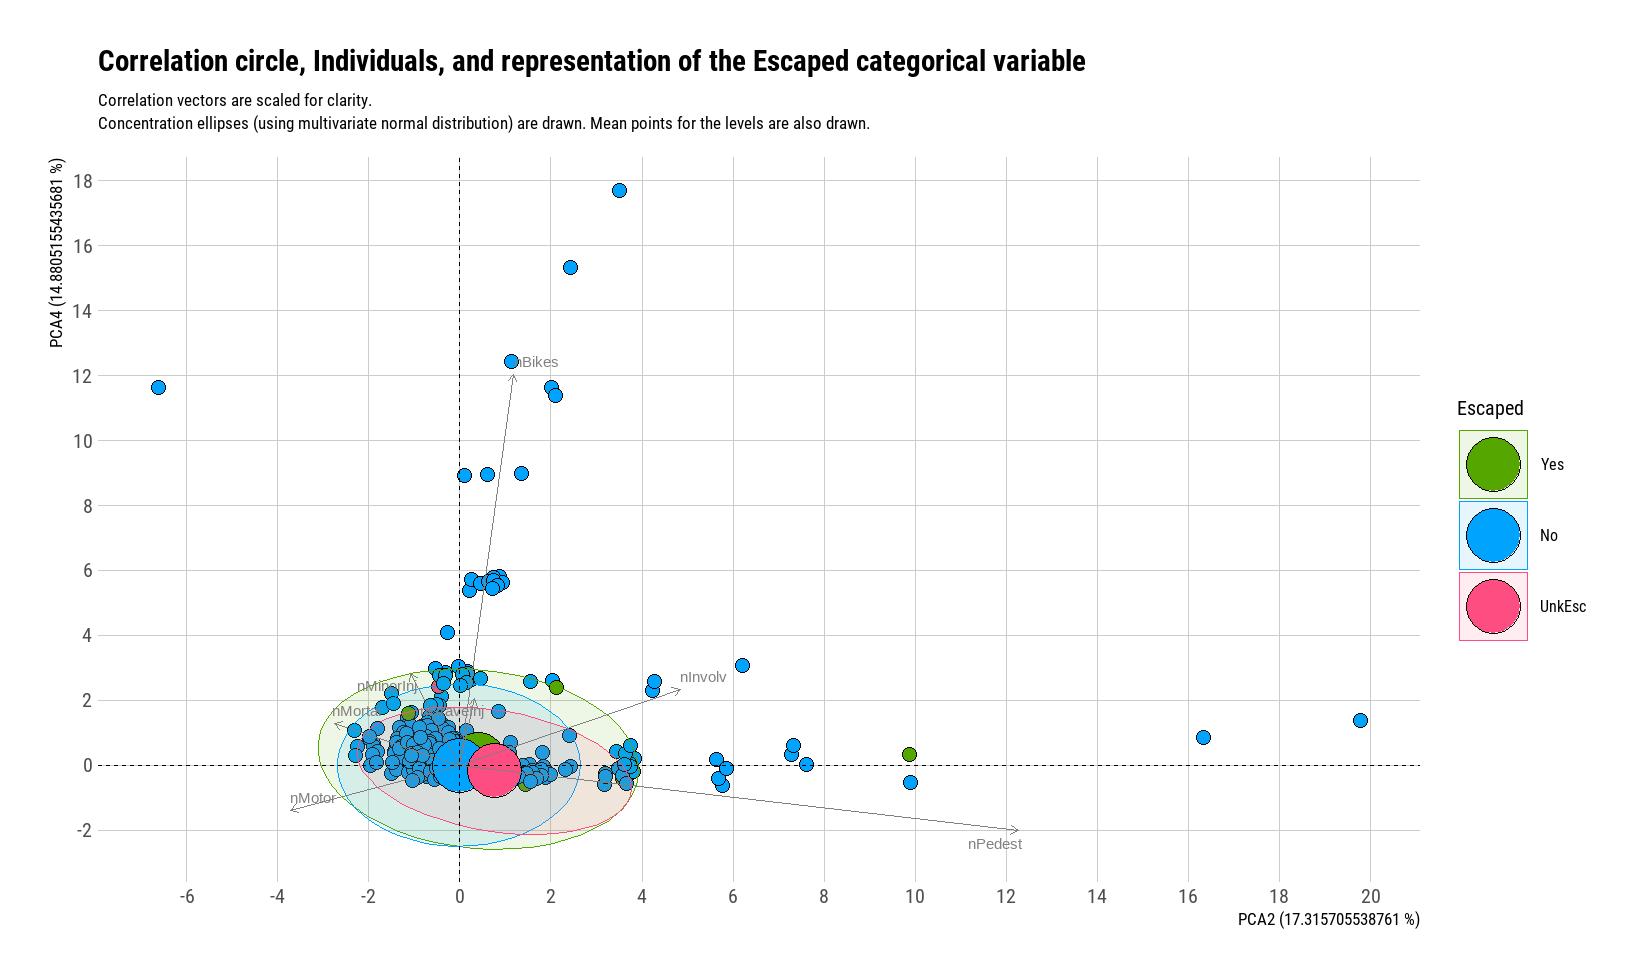 Correlation circle, Individuals, and representation of the Escaped categorical variable
Correlation vectors are scaled for clarity.
Concentration ellipses (using multivariate normal distribution) are drawn. Mean points for the levels are also drawn.
PCA4 (14.8805155435681 %)
18
16
14
12
10
8
6
4
2
0
-2
nBikes
nInvolv
nMinorInj
nMorta
nMotor
nPedest
-6
-4
-2
0
2
4
6
8
10
12
14
16
18
20
PCA2 (17.315705538761 %)
Escaped
Yes
No
UnkEsc